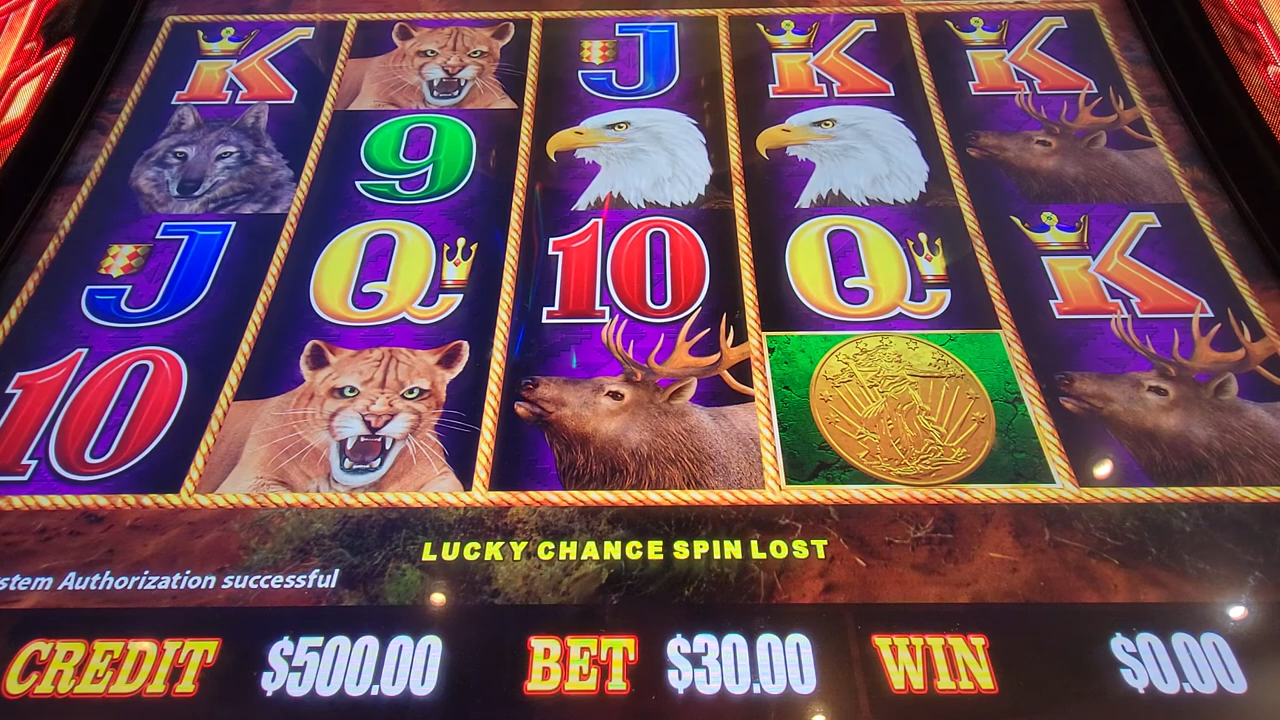 K J K K
9
J Q 10 Q K
10
LUCKY CHANCE SPIN LOST
stem Authorization successful
CREDIT $500.00 BET $30.00 WIN $0.00